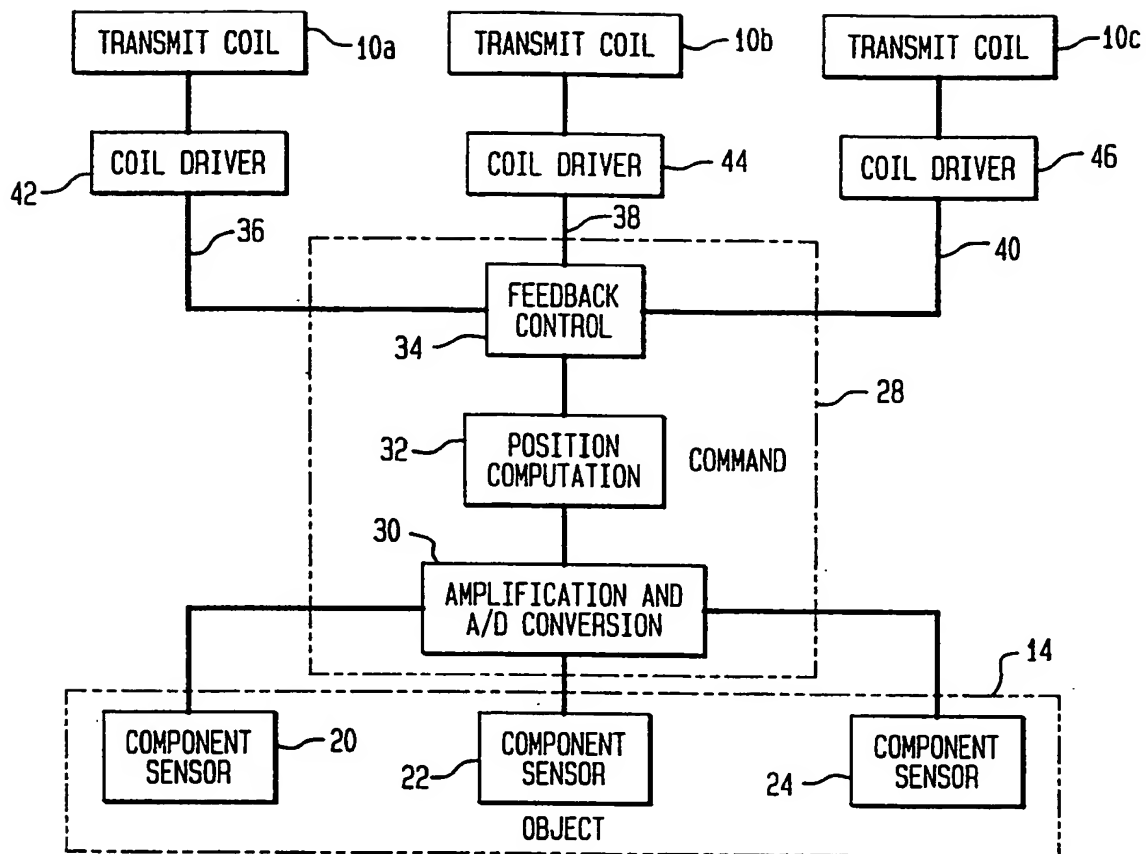 TRANSMIT COIL
10a
TRANSMIT COIL
10b
TRANSMIT COIL
10c
COIL DRIVER
42
COIL DRIVER
44
COIL DRIVER
46
36
38
40
FEEDBACK
CONTROL
34
28
32
POSITION
COMPUTATION
COMMAND
30
AMPLIFICATION AND
A/D CONVERSION
14
COMPONENT
SENSOR
20
COMPONENT
SENSOR
22
COMPONENT
SENSOR
24
OBJECT